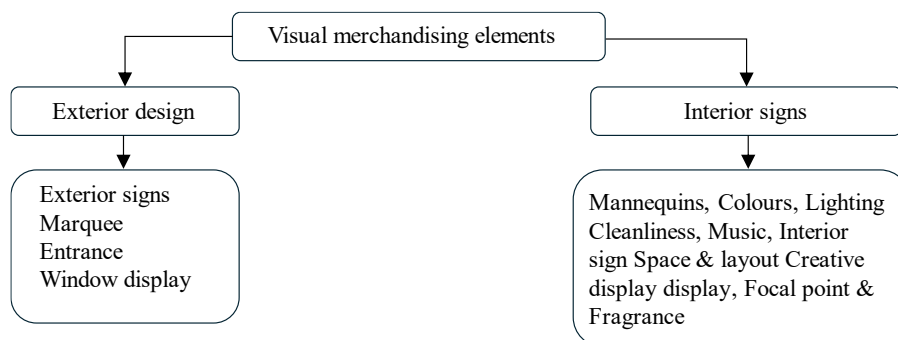 Visual merchandising elements
Exterior design
Interior signs
Exterior signs
Marquee
Entrance
Window display
Mannequins, Colours, Lighting
Cleanliness, Music, Interior
sign Space & layout Creative
display display, Focal point &
Fragrance